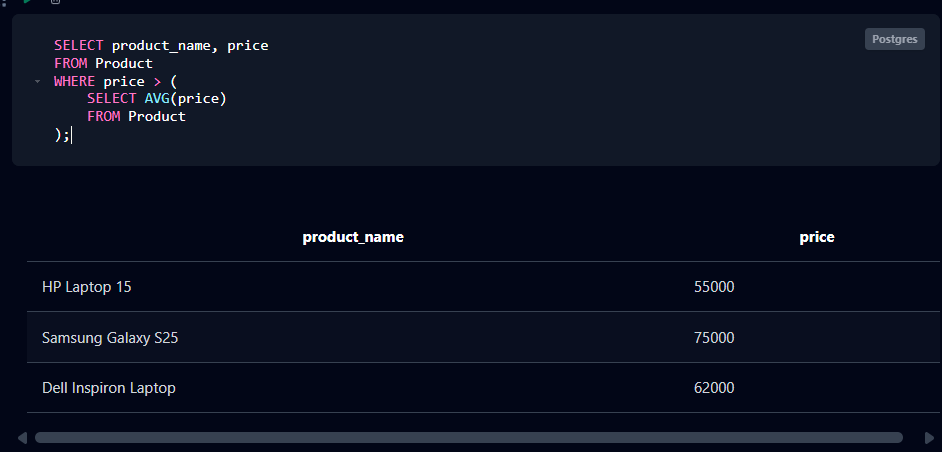 Postgres
SELECT product_name, price
FROM Product
WHERE price > (
    SELECT AVG(price)
    FROM Product
);
product_name price
HP Laptop 15 55000
Samsung Galaxy S25 75000
Dell Inspiron Laptop 62000